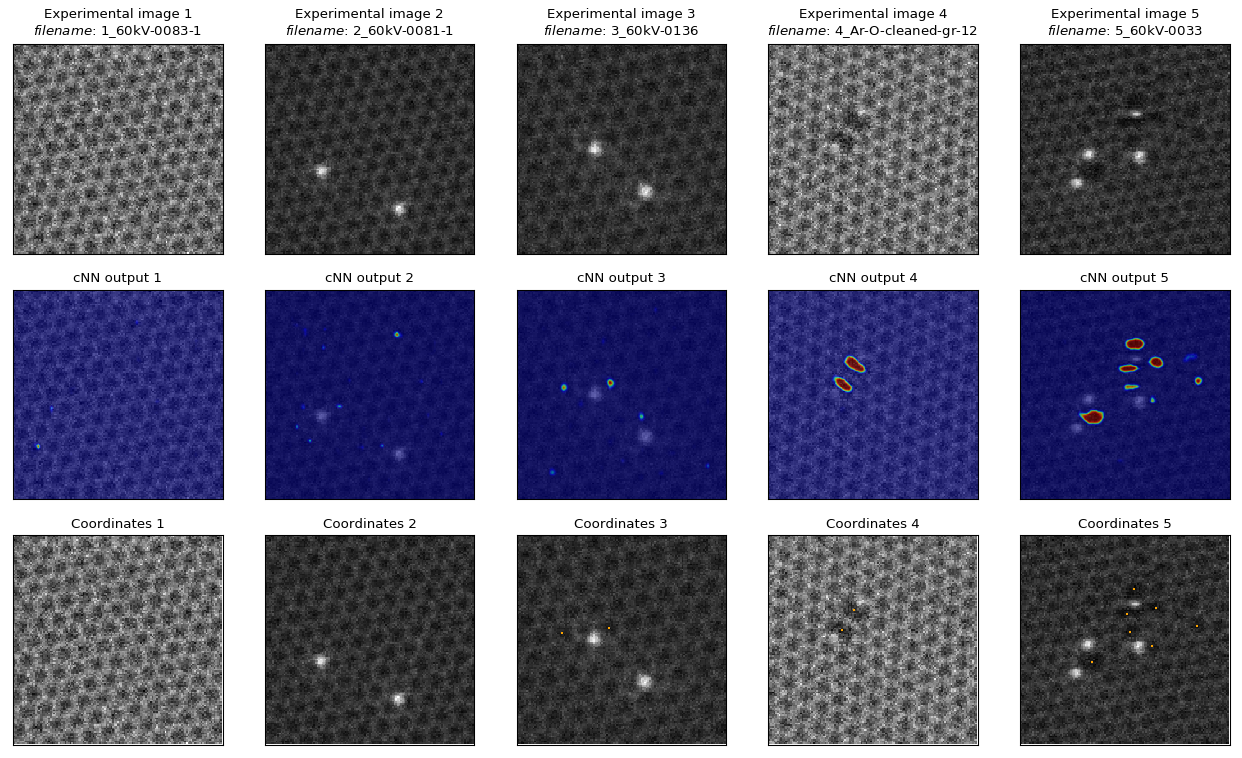 Experimental image 1
filename: 1_60kV-0083-1
Experimental image 2
filename: 2_60kV-0081-1
Experimental image 3
filename: 3_60kV-0136
Experimental image 4
filename: 4_Ar-O-cleaned-gr-12
Experimental image 5
filename: 5_60kV-0033
cNN output 1
cNN output 2
cNN output 3
cNN output 4
cNN output 5
Coordinates 1
Coordinates 2
Coordinates 3
Coordinates 4
Coordinates 5